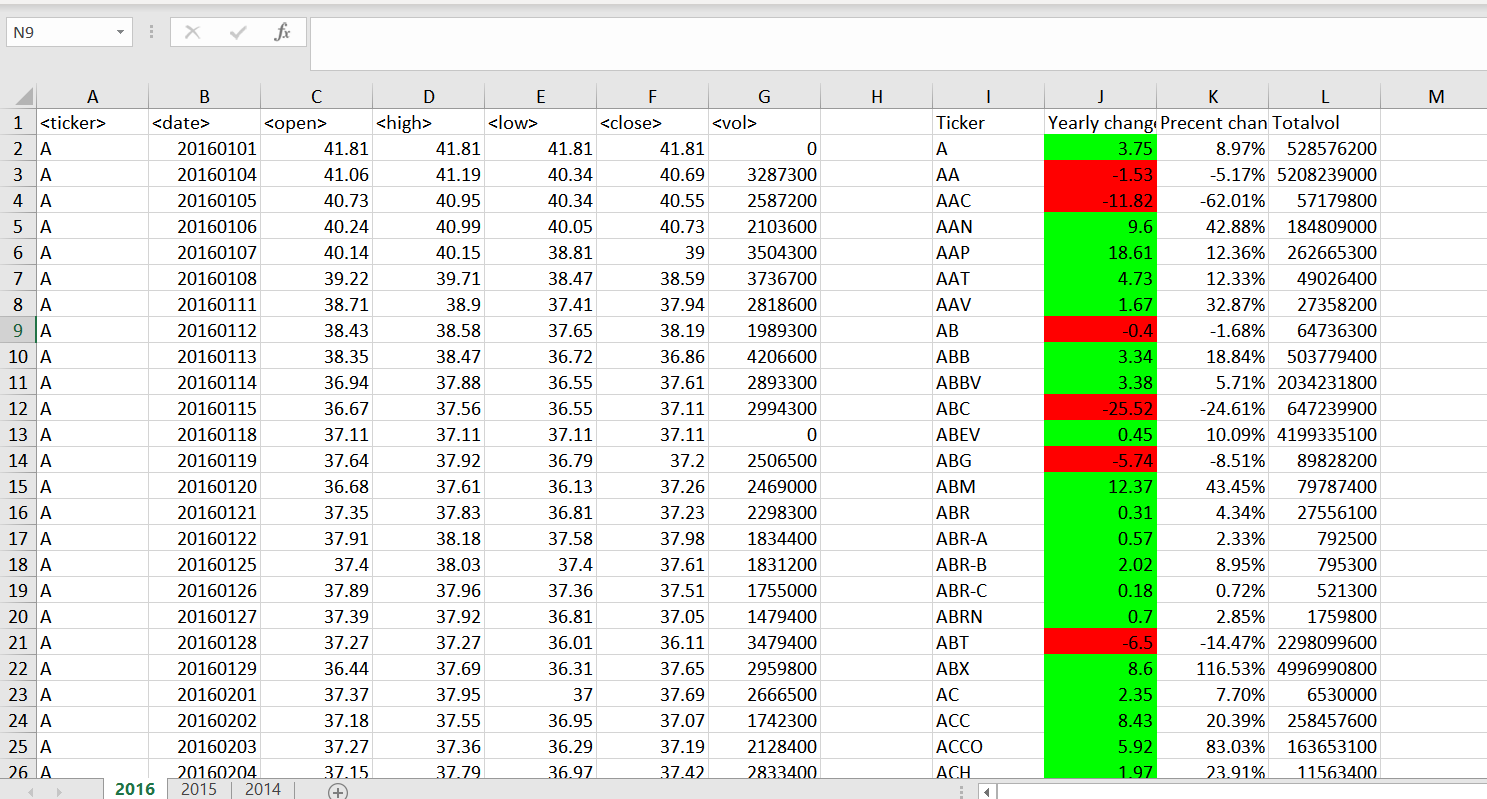 N9 fx
A B C D E F G H I J K L M
1 <ticker> <date> <open> <high> <low> <close> <vol> Ticker Yearly change Precent chan Totalvol
2 A 20160101 41.81 41.81 41.81 41.81 0 A 3.75 8.97% 528576200
3 A 20160104 41.06 41.19 40.34 40.69 3287300 AA -1.53 -5.17% 5208239000
4 A 20160105 40.73 40.95 40.34 40.55 2587200 AAC -11.82 -62.01% 57179800
5 A 20160106 40.24 40.99 40.05 40.73 2103600 AAN 9.6 42.88% 184809000
6 A 20160107 40.14 40.15 38.81 39 3504300 AAP 18.61 12.36% 262665300
7 A 20160108 39.22 39.71 38.47 38.59 3736700 AAT 4.73 12.33% 49026400
8 A 20160111 38.71 38.9 37.41 37.94 2818600 AAV 1.67 32.87% 27358200
9 A 20160112 38.43 38.58 37.65 38.19 1989300 AB -0.4 -1.68% 64736300
10 A 20160113 38.35 38.47 36.72 36.86 4206600 ABB 3.34 18.84% 503779400
11 A 20160114 36.94 37.88 36.55 37.61 2893300 ABBV 3.38 5.71% 2034231800
12 A 20160115 36.67 37.56 36.55 37.11 2994300 ABC -25.52 -24.61% 647239900
13 A 20160118 37.11 37.11 37.11 37.11 0 ABEV 0.45 10.09% 4199335100
14 A 20160119 37.64 37.92 36.79 37.2 2506500 ABG -5.74 -8.51% 89828200
15 A 20160120 36.68 37.61 36.13 37.26 2469000 ABM 12.37 43.45% 79787400
16 A 20160121 37.35 37.83 36.81 37.23 2298300 ABR 0.31 4.34% 27556100
17 A 20160122 37.91 38.18 37.58 37.98 1834400 ABR-A 0.57 2.33% 792500
18 A 20160125 37.4 38.03 37.4 37.61 1831200 ABR-B 2.02 8.95% 795300
19 A 20160126 37.89 37.96 37.36 37.51 1755000 ABR-C 0.18 0.72% 521300
20 A 20160127 37.39 37.92 36.81 37.05 1479400 ABRN 0.7 2.85% 1759800
21 A 20160128 37.27 37.27 36.01 36.11 3479400 ABT -6.5 -14.47% 2298099600
22 A 20160129 36.44 37.69 36.31 37.65 2959800 ABX 8.6 116.53% 4996990800
23 A 20160201 37.37 37.95 37 37.69 2666500 AC 2.35 7.70% 6530000
24 A 20160202 37.18 37.55 36.95 37.07 1742300 ACC 8.43 20.39% 258457600
25 A 20160203 37.27 37.36 36.29 37.19 2128400 ACCO 5.92 83.03% 163653100
26 A 20160204 37.15 37.79 36.97 37.42 2833400 ACH 1.97 23.91% 11563400
2016 2015 2014